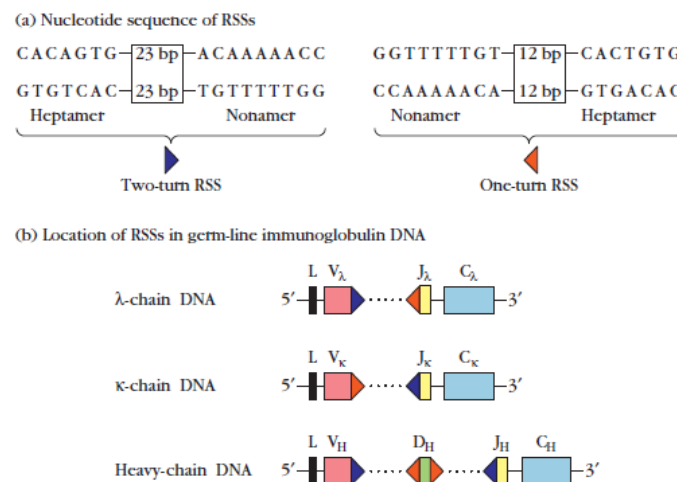 (a) Nucleotide sequence of RSSs
CACAGTG 23 bp ACAAAAACC GGTTTTTGT 12 bp CACTGTG
GTGTCAC 23 bp TGTTTTTGG CCAAAAACA 12 bp GTGACAC
Heptamer Nonamer Nonamer Heptamer
Two-turn RSS One-turn RSS
(b) Location of RSSs in germ-line immunoglobulin DNA
L Vλ Jλ Cλ
λ-chain DNA 5′ 3′
L Vκ Jκ Cκ
κ-chain DNA 5′ 3′
L VH DH JH CH
Heavy-chain DNA 5′ 3′